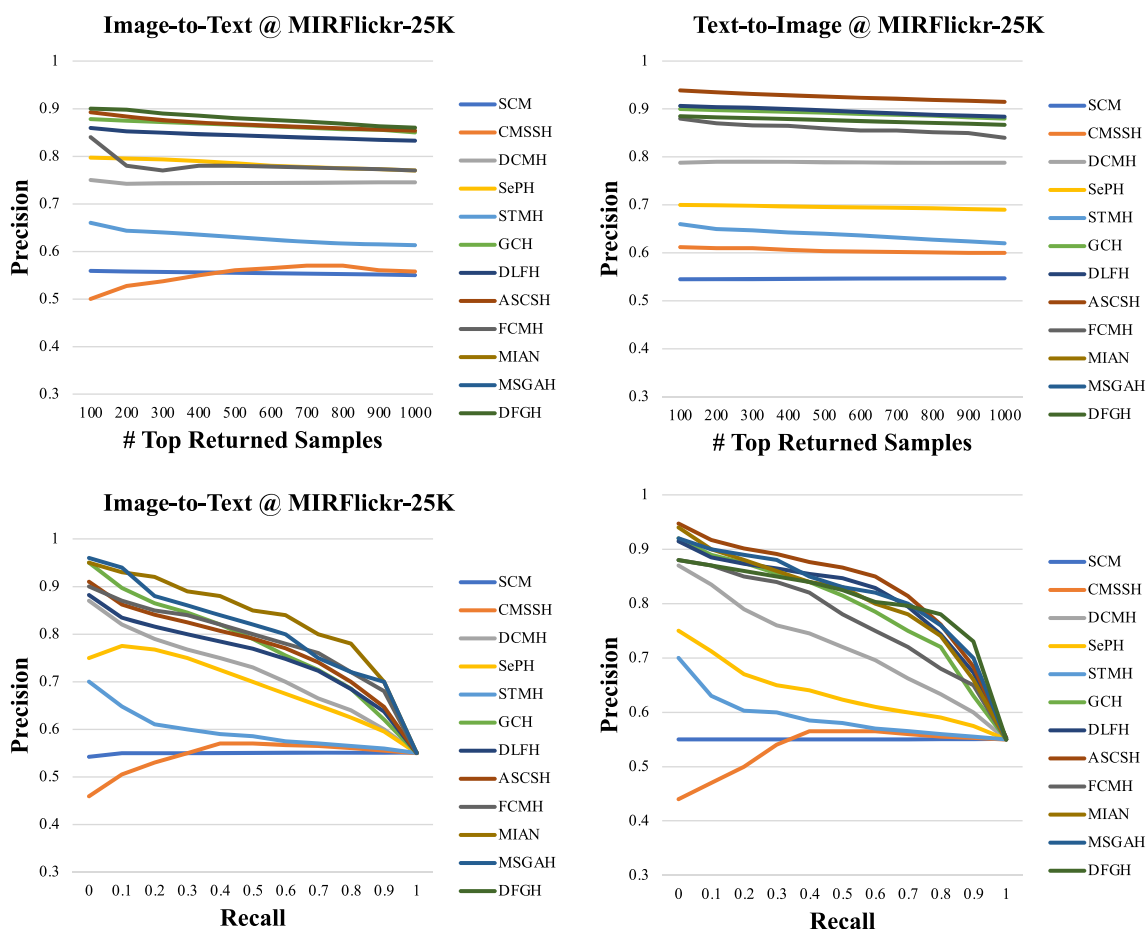 Image-to-Text @ MIRFlickr-25K
1
0.9
0.8
0.7
0.6
0.5
0.4
0.3
Precision
100 200 300 400 500 600 700 800 900 1000
# Top Returned Samples
SCM
CMSSH
DCMH
SePH
STMH
GCH
DLFH
ASCSH
FCMH
MIAN
MSGAH
DFGH
Text-to-Image @ MIRFlickr-25K
1
0.9
0.8
0.7
0.6
0.5
0.4
0.3
Precision
100 200 300 400 500 600 700 800 900 1000
# Top Returned Samples
SCM
CMSSH
DCMH
SePH
STMH
GCH
DLFH
ASCSH
FCMH
MIAN
MSGAH
DFGH
Image-to-Text @ MIRFlickr-25K
1
0.9
0.8
0.7
0.6
0.5
0.4
0.3
Precision
0 0.1 0.2 0.3 0.4 0.5 0.6 0.7 0.8 0.9 1
Recall
SCM
CMSSH
DCMH
SePH
STMH
GCH
DLFH
ASCSH
FCMH
MIAN
MSGAH
DFGH
1
0.9
0.8
0.7
0.6
0.5
0.4
0.3
Precision
0 0.1 0.2 0.3 0.4 0.5 0.6 0.7 0.8 0.9 1
Recall
SCM
CMSSH
DCMH
SePH
STMH
GCH
DLFH
ASCSH
FCMH
MIAN
MSGAH
DFGH